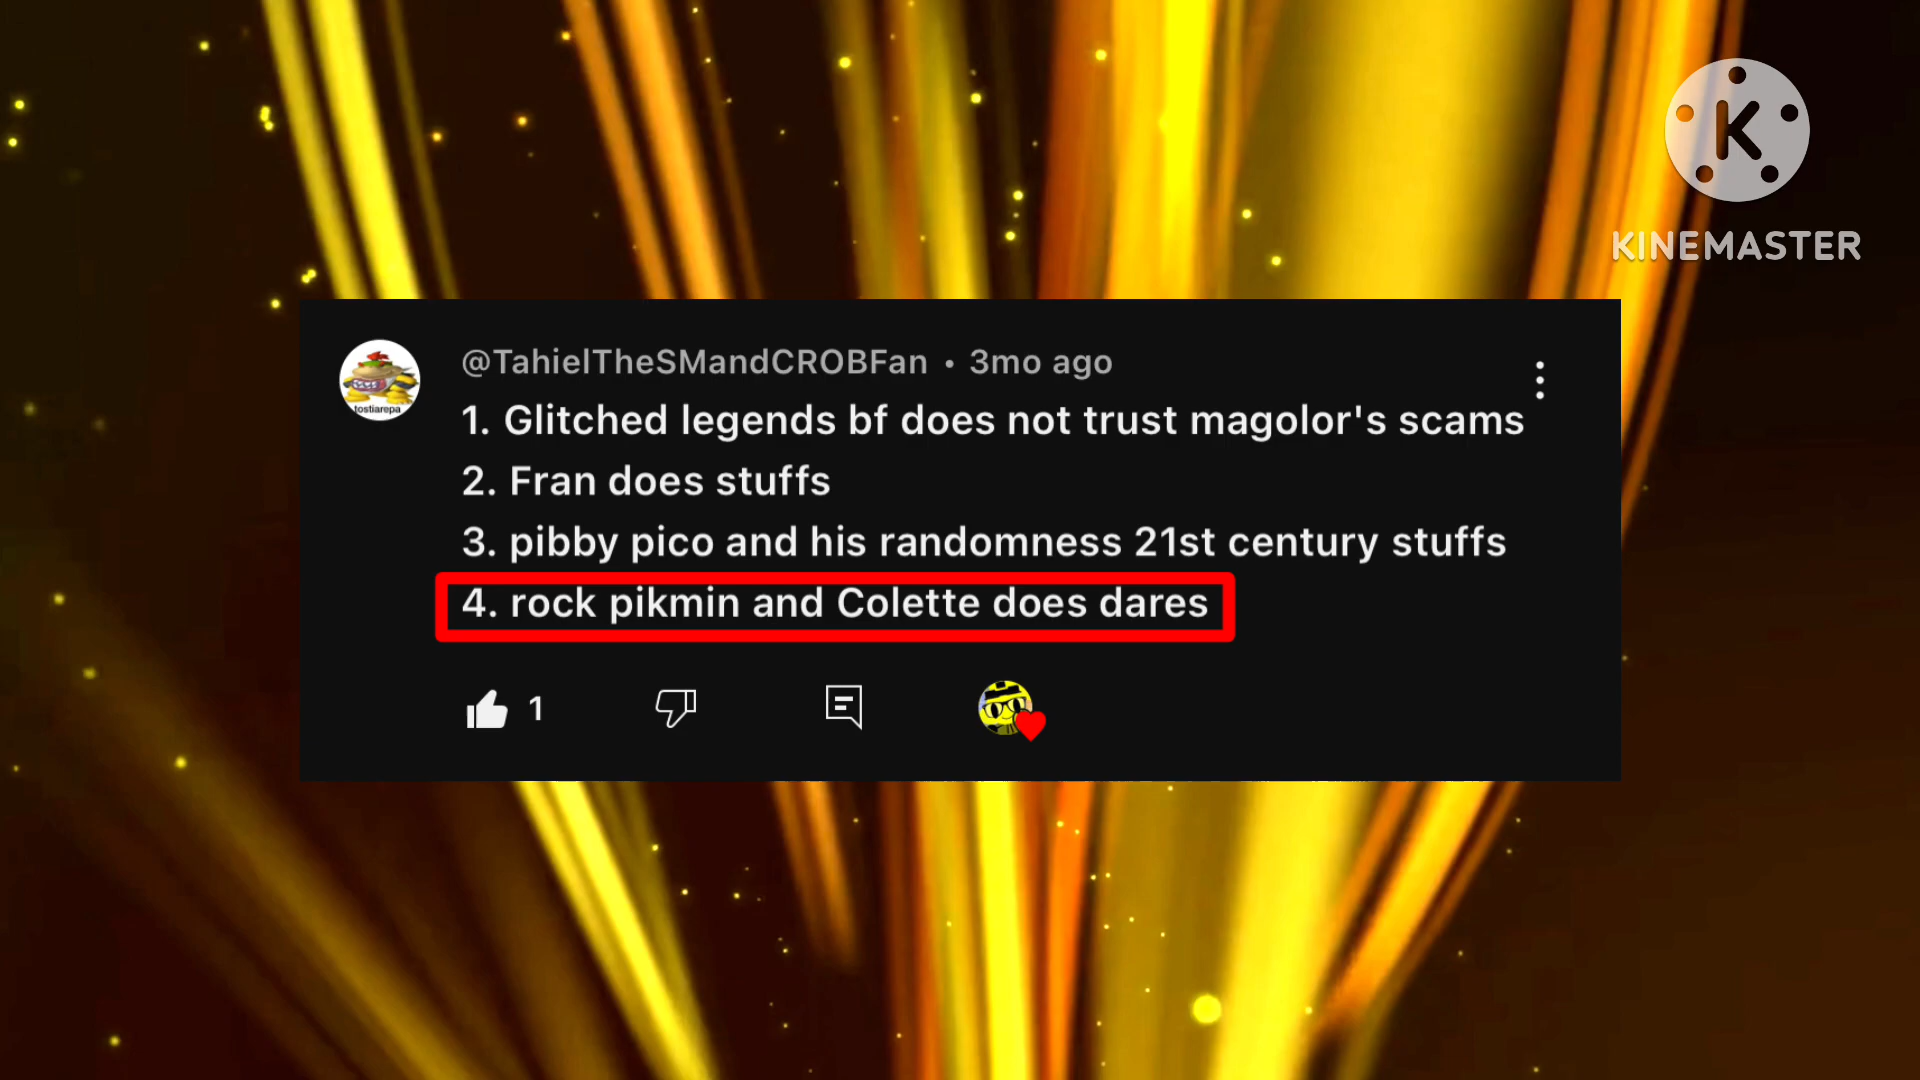 K
KINEMASTER
@TahielTheSMandCROBFan • 3mo ago
1. Glitched legends bf does not trust magolor's scams
2. Fran does stuffs
3. pibby pico and his randomness 21st century stuffs
4. rock pikmin and Colette does dares
1
tostiarepa